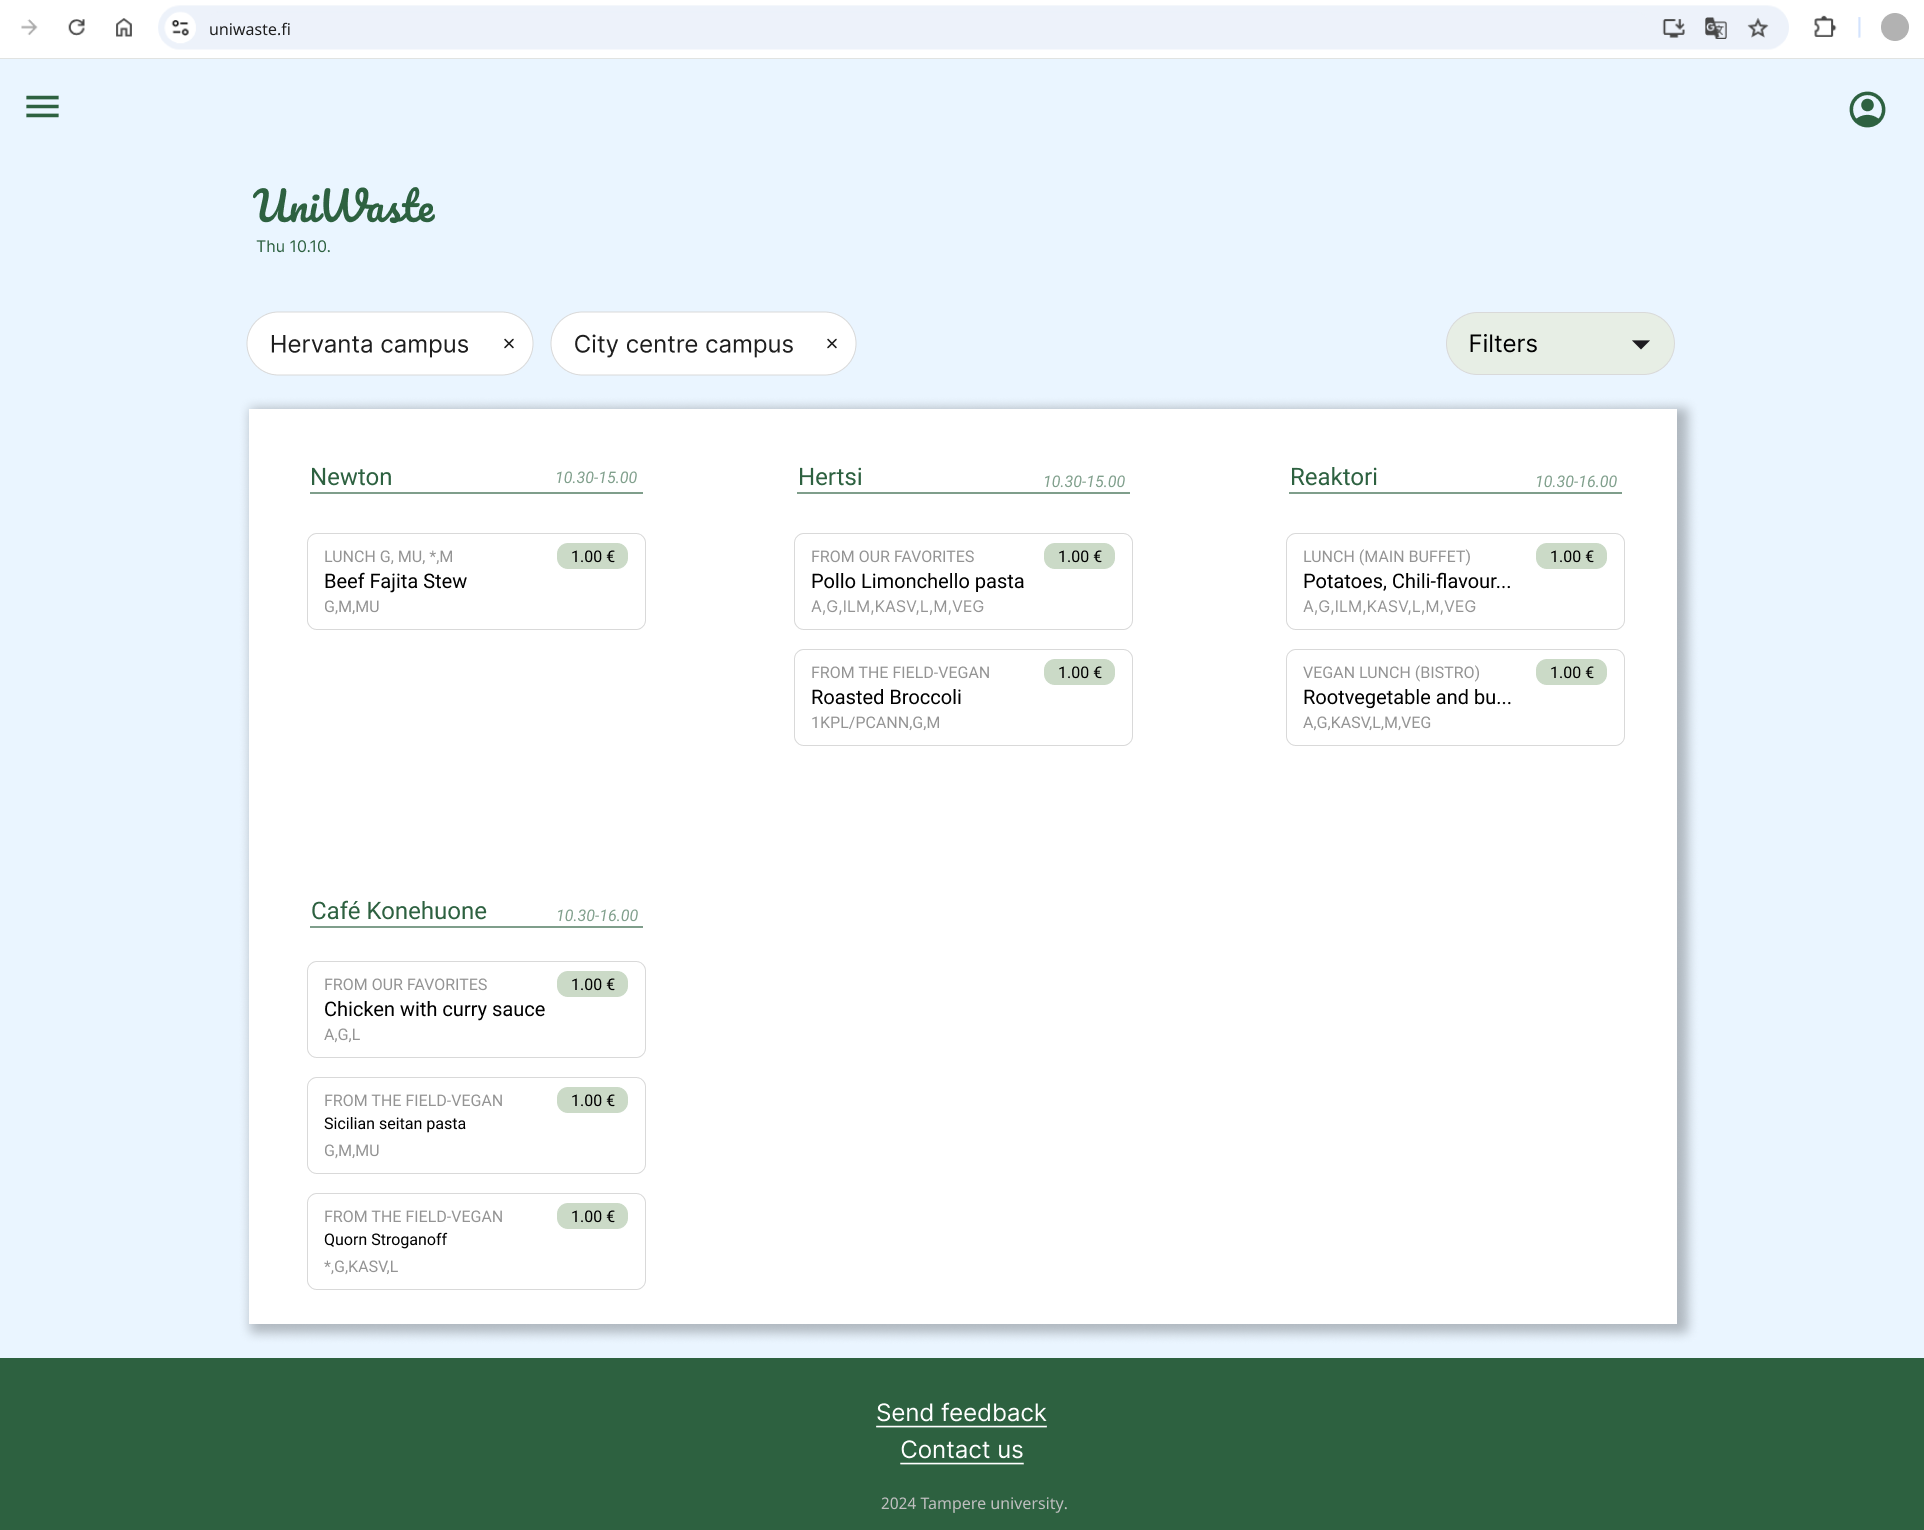 uniwaste.fi
UniWaste
Thu 10.10.
Hervanta campus ×
City centre campus ×
Filters
Newton 10.30-15.00
LUNCH G, MU, *,M 1.00 €
Beef Fajita Stew
G,M,MU
Hertsi 10.30-15.00
FROM OUR FAVORITES 1.00 €
Pollo Limonchello pasta
A,G,ILM,KASV,L,M,VEG
FROM THE FIELD-VEGAN 1.00 €
Roasted Broccoli
1KPL/PCANN,G,M
Reaktori 10.30-16.00
LUNCH (MAIN BUFFET) 1.00 €
Potatoes, Chili-flavour...
A,G,ILM,KASV,L,M,VEG
VEGAN LUNCH (BISTRO) 1.00 €
Rootvegetable and bu...
A,G,KASV,L,M,VEG
Café Konehuone 10.30-16.00
FROM OUR FAVORITES 1.00 €
Chicken with curry sauce
A,G,L
FROM THE FIELD-VEGAN 1.00 €
Sicilian seitan pasta
G,M,MU
FROM THE FIELD-VEGAN 1.00 €
Quorn Stroganoff
*,G,KASV,L
Send feedback
Contact us
2024 Tampere university.